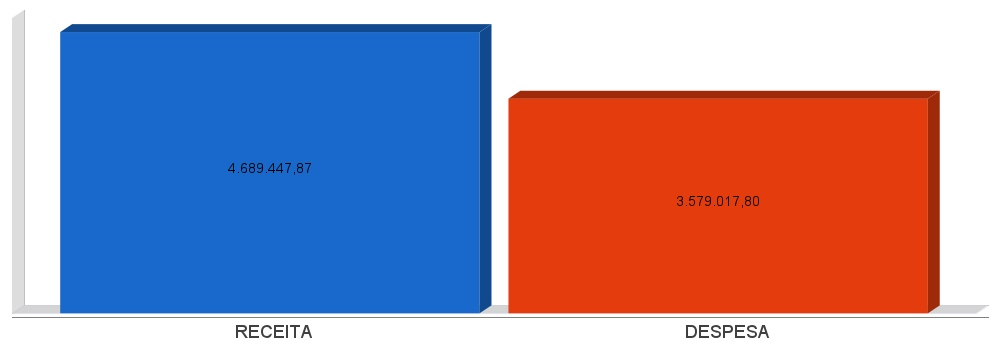 4.689.447,87
3.579.017,80
RECEITA
DESPESA